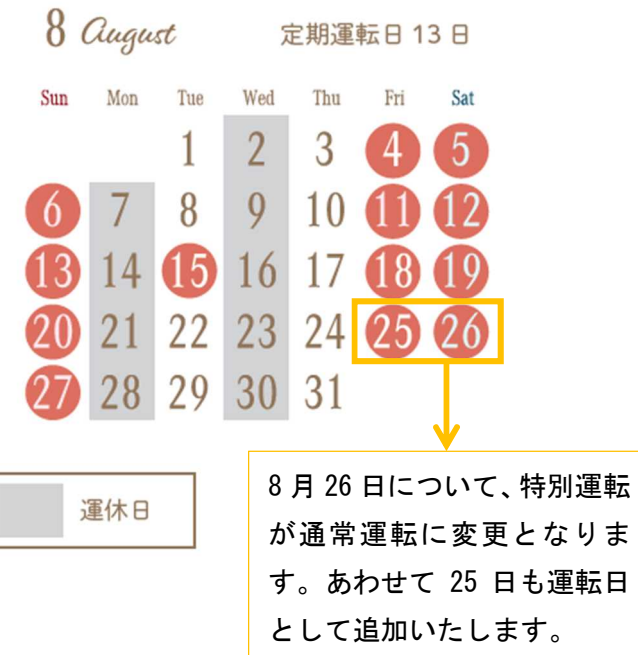 8 August 定期運転日 13 日
Sun Mon Tue Wed Thu Fri Sat
1 2 3 4 5
6 7 8 9 10 11 12
13 14 15 16 17 18 19
20 21 22 23 24 25 26
27 28 29 30 31
運休日
8 月 26 日について、特別運転
が通常運転に変更となりま
す。あわせて 25 日も運転日
として追加いたします。